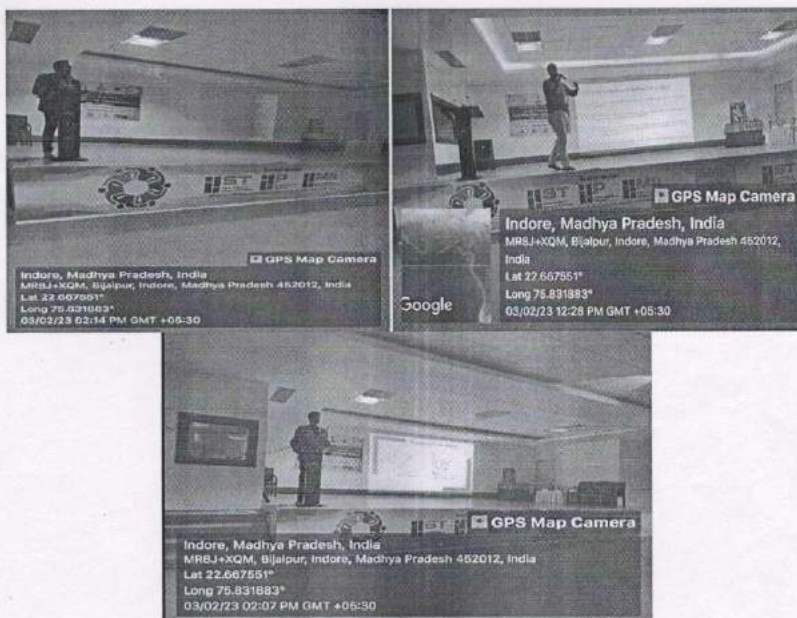 IIST
GPS Map Camera
Indore, Madhya Pradesh, India
MR8J+XQM, Bijalpur, Indore, Madhya Pradesh 452012, India
Lat 22.667551°
Long 75.831883°
03/02/23 02:14 PM GMT +05:30
GPS Map Camera
Google
Indore, Madhya Pradesh, India
MR8J+XQM, Bijalpur, Indore, Madhya Pradesh 452012,
India
Lat 22.667551°
Long 75.831883°
03/02/23 12:28 PM GMT +05:30
GPS Map Camera
Indore, Madhya Pradesh, India
MR8J+XQM, Bijalpur, Indore, Madhya Pradesh 452012, India
Lat 22.667551°
Long 75.831883°
03/02/23 02:07 PM GMT +05:30